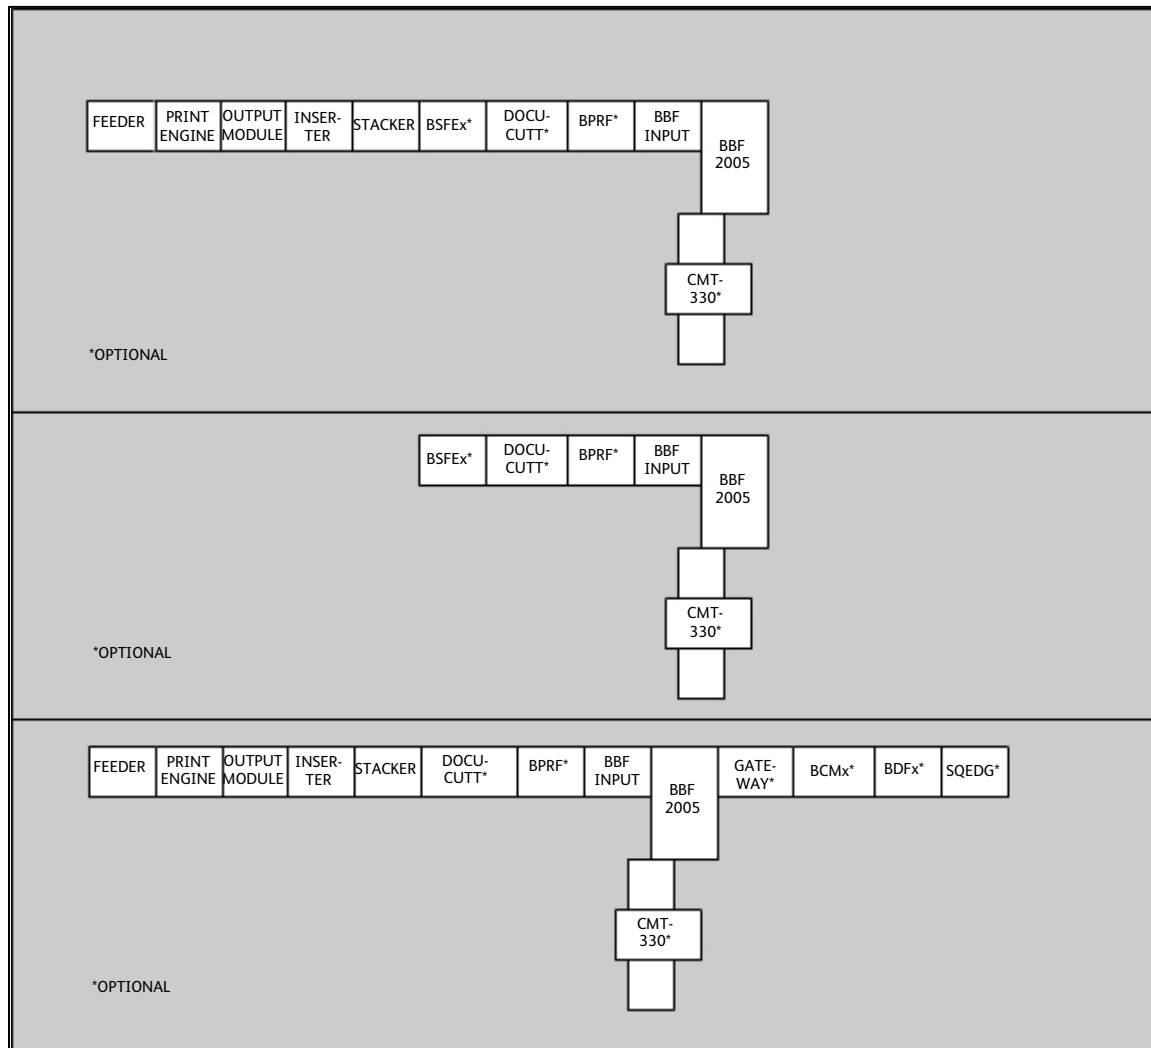 FEEDER
PRINT
ENGINE
OUTPUT
MODULE
INSER-
TER
STACKER
BSFEx*
DOCU-
CUTT*
BPRF*
BBF
INPUT
BBF
2005
CMT-
330*
*OPTIONAL
BSFEx*
DOCU-
CUTT*
BPRF*
BBF
INPUT
BBF
2005
CMT-
330*
*OPTIONAL
FEEDER
PRINT
ENGINE
OUTPUT
MODULE
INSER-
TER
STACKER
DOCU-
CUTT*
BPRF*
BBF
INPUT
BBF
2005
GATE-
WAY*
BCMx*
BDFx*
SQEDG*
CMT-
330*
*OPTIONAL